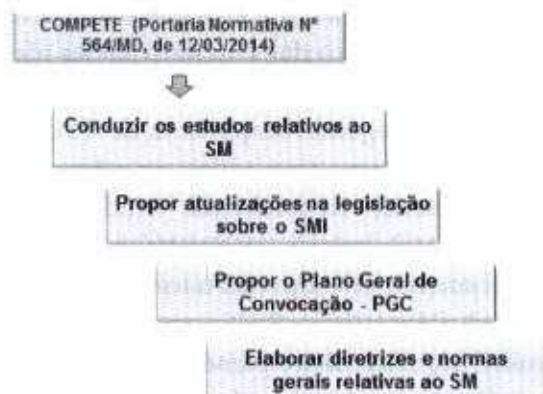 COMPETE (Portaria Normativa Nº
564/MD, de 12/03/2014)
Conduzir os estudos relativos ao
SM
Propor atualizações na legislação
sobre o SMI
Propor o Plano Geral de
Convocação - PGC
Elaborar diretrizes e normas
gerais relativas ao SM